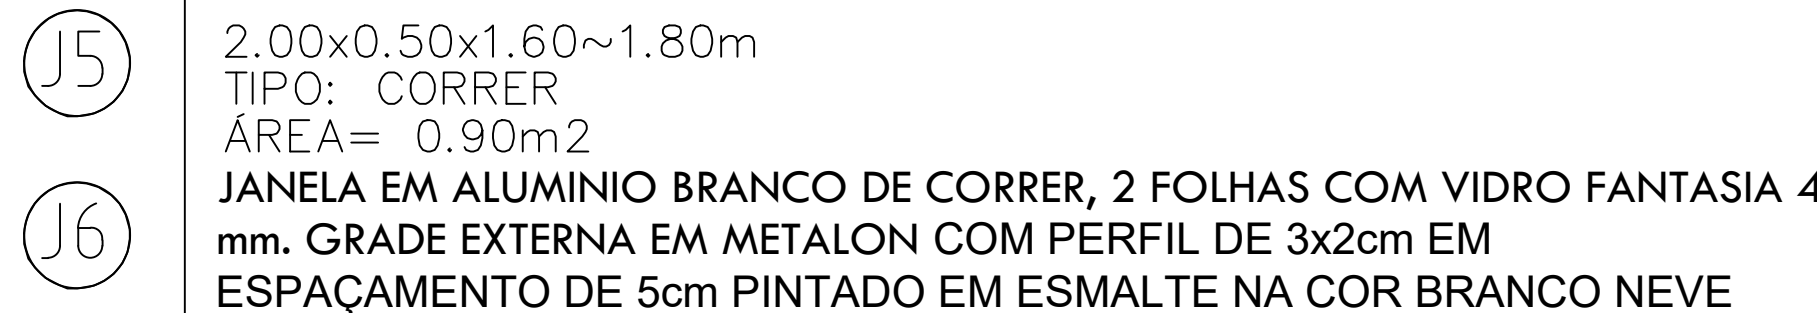 J5
2.00x0.50x1.60~1.80m
TIPO: CORRER
ÁREA= 0.90m2
JANELA EM ALUMINIO BRANCO DE CORRER, 2 FOLHAS COM VIDRO FANTASIA 4
J6
mm. GRADE EXTERNA EM METALON COM PERFIL DE 3x2cm EM
ESPAÇAMENTO DE 5cm PINTADO EM ESMALTE NA COR BRANCO NEVE